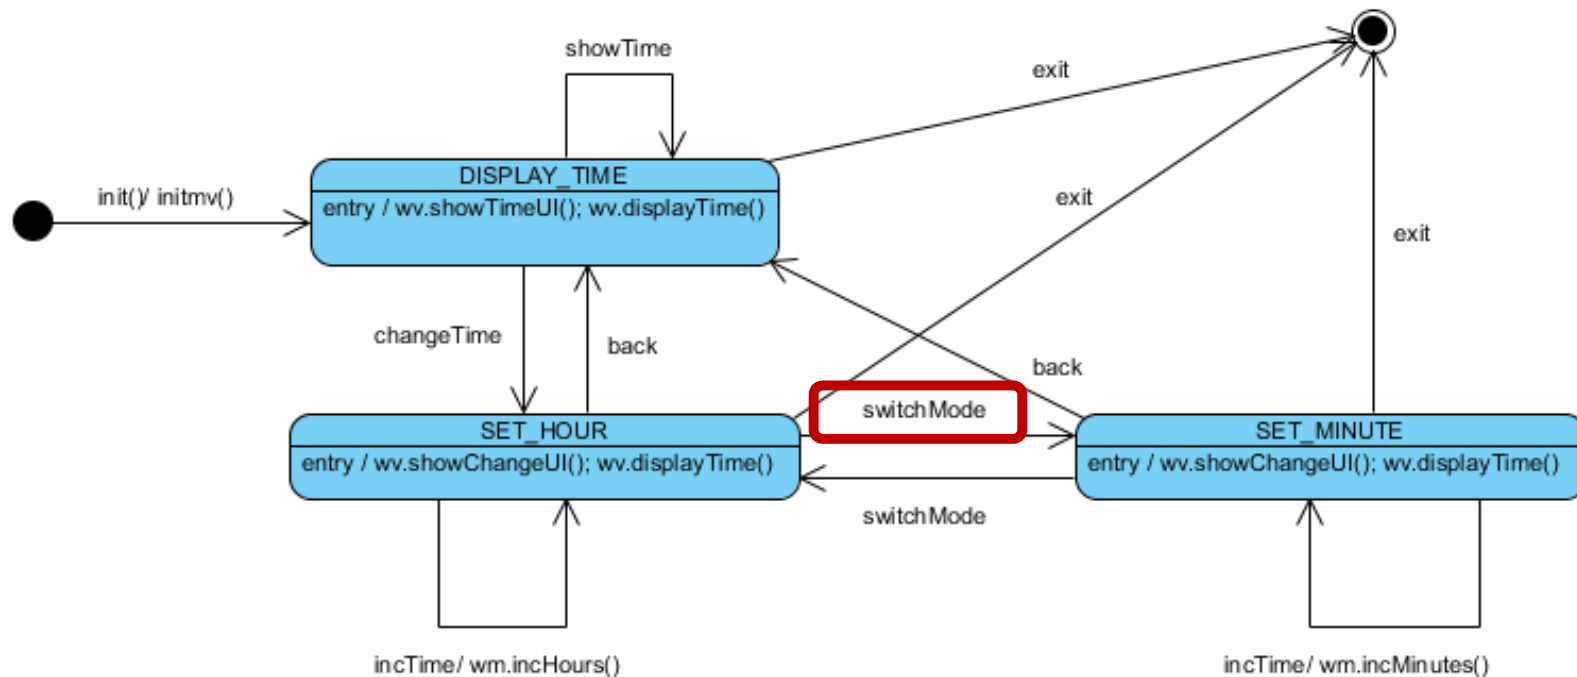 showTime
exit
DISPLAY_TIME
init()/ initmv()
entry / wv.showTimeUI(); wv.displayTime()
exit
exit
changeTime
back
back
switchMode
SET_HOUR
SET_MINUTE
entry / wv.showChangeUI(); wv.displayTime()
entry / wv.showChangeUI(); wv.displayTime()
switchMode
incTime/ wm.incHours()
incTime/ wm.incMinutes()